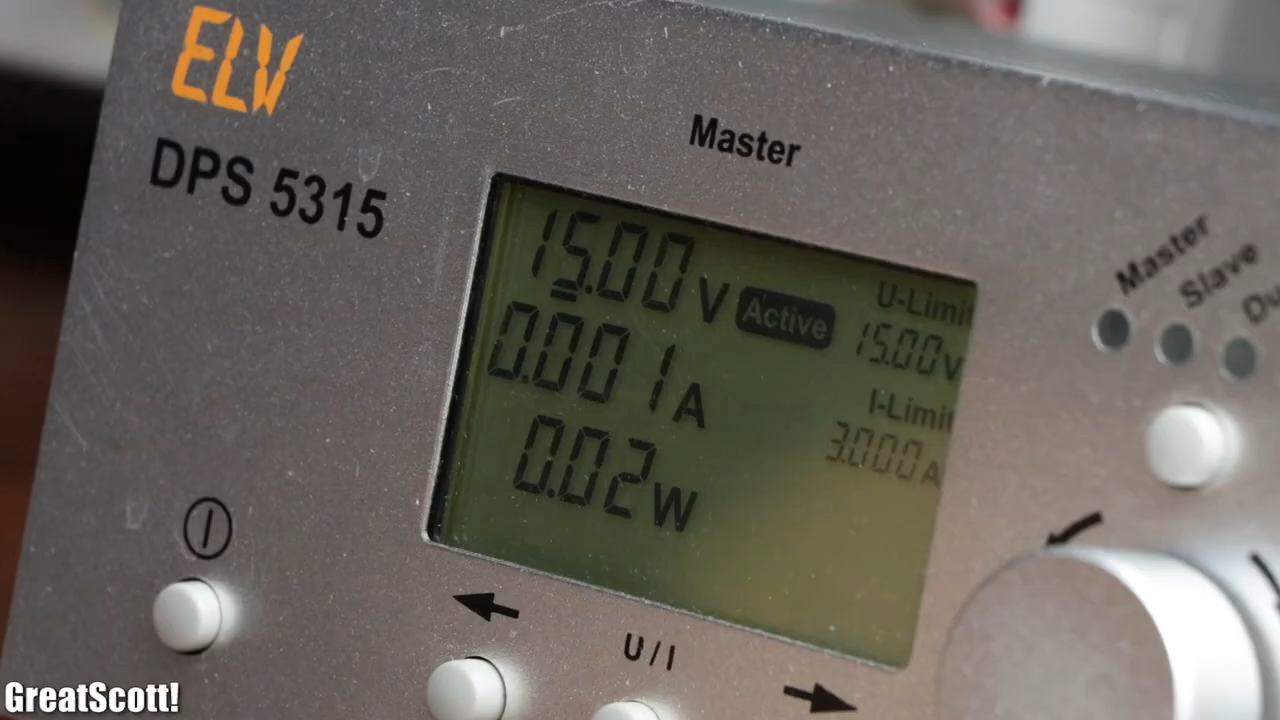 ELV
DPS 5315
Master
15.00 V Active
0.001 A
0.02 W
U-Limit
15.00 V
I-Limit
3.000 A
Master
Slave
U/I
GreatScott!